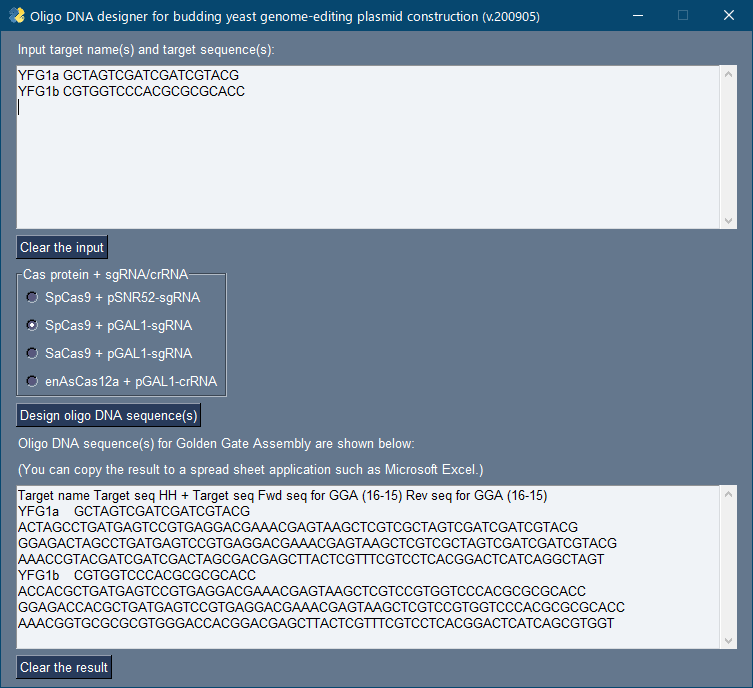 Oligo DNA designer for budding yeast genome-editing plasmid construction (v.200905)
Input target name(s) and target sequence(s):
YFG1a GCTAGTCGATCGATCGTACG
YFG1b CGTGGTCCCACGCGCGCACC
Clear the input
Cas protein + sgRNA/crRNA
SpCas9 + pSNR52-sgRNA
SpCas9 + pGAL1-sgRNA
SaCas9 + pGAL1-sgRNA
enAsCas12a + pGAL1-crRNA
Design oligo DNA sequence(s)
Oligo DNA sequence(s) for Golden Gate Assembly are shown below:
(You can copy the result to a spread sheet application such as Microsoft Excel.)
Target name Target seq HH + Target seq Fwd seq for GGA (16-15) Rev seq for GGA (16-15)
YFG1a GCTAGTCGATCGATCGTACG
ACTAGCCTGATGAGTCCGTGAGGACGAAACGAGTAAGCTCGTCGCTAGTCGATCGATCGTACG
GGAGACTAGCCTGATGAGTCCGTGAGGACGAAACGAGTAAGCTCGTCGCTAGTCGATCGATCGTACG
AAACCGTACGATCGATCGACTAGCGACGAGCTTACTCGTTTCGTCCTCACGGACTCATCAGGCTAGT
YFG1b CGTGGTCCCACGCGCGCACC
ACCACGCTGATGAGTCCGTGAGGACGAAACGAGTAAGCTCGTCCGTGGTCCCACGCGCGCACC
GGAGACCACGCTGATGAGTCCGTGAGGACGAAACGAGTAAGCTCGTCCGTGGTCCCACGCGCGCACC
AAACGGTGCGCGCGTGGGACCACGGACGAGCTTACTCGTTTCGTCCTCACGGACTCATCAGCGTGGT
Clear the result